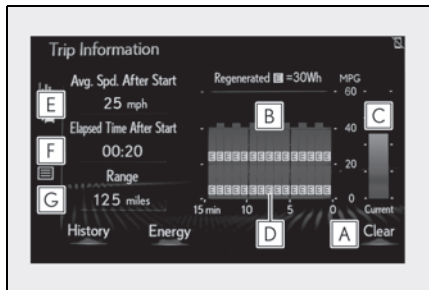 Trip Information
Avg. Spd. After Start
E
25 mph
Elapsed Time After Start
F
00:20
Range
G
125 miles
Regenerated E =30Wh
MPG
60
B
C
40
20
0
15 min
10
5
0
Current
D
A
History
Energy
Clear